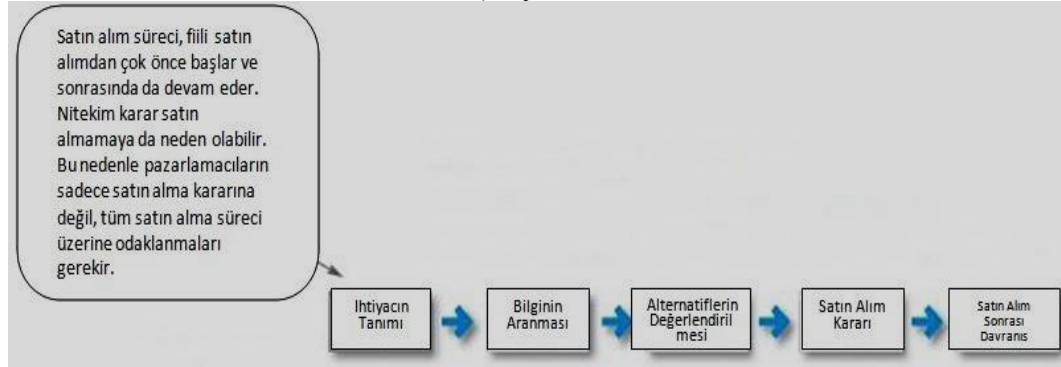 Satın alım süreci, fiili satın
alımdan çok önce başlar ve
sonrasında da devam eder.
Nitekim karar satın
almamaya da neden olabilir.
Bu nedenle pazarlamacıların
sadece satın alma kararına
değil, tüm satın alma süreci
üzerine odaklanmaları
gerekir.
Ihtiyacın
Tanımı
Bilginin
Aranması
Alternatiflerin
Değerlendiril
mesi
Satın Alım
Kararı
Satın Alım
Sonrası
Davranıs